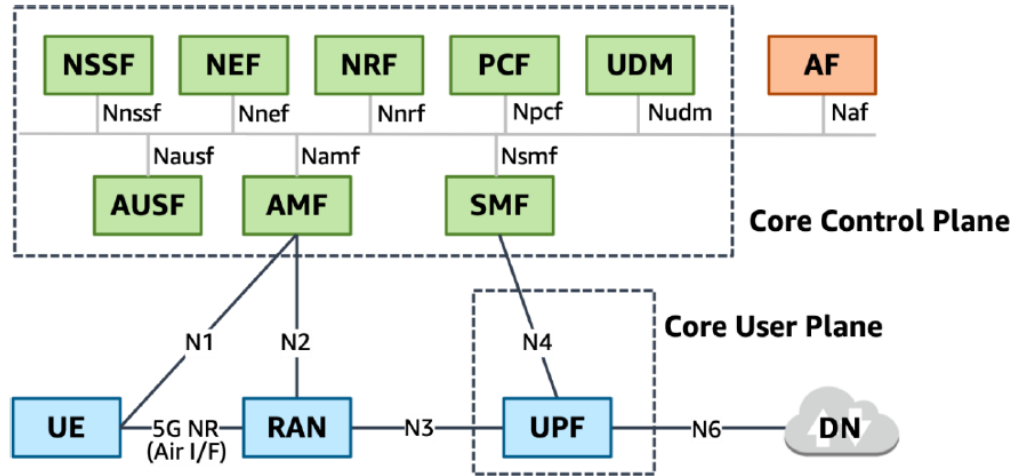 NSSF
NEF
NRF
PCF
UDM
AF
Nnssf
Nnef
Nnrf
Npcf
Nudm
Naf
Nausf
Namf
Nsmf
AUSF
AMF
SMF
Core Control Plane
N1
N2
N4
Core User Plane
UE
5G NR
(Air I/F)
RAN
N3
UPF
N6
DN